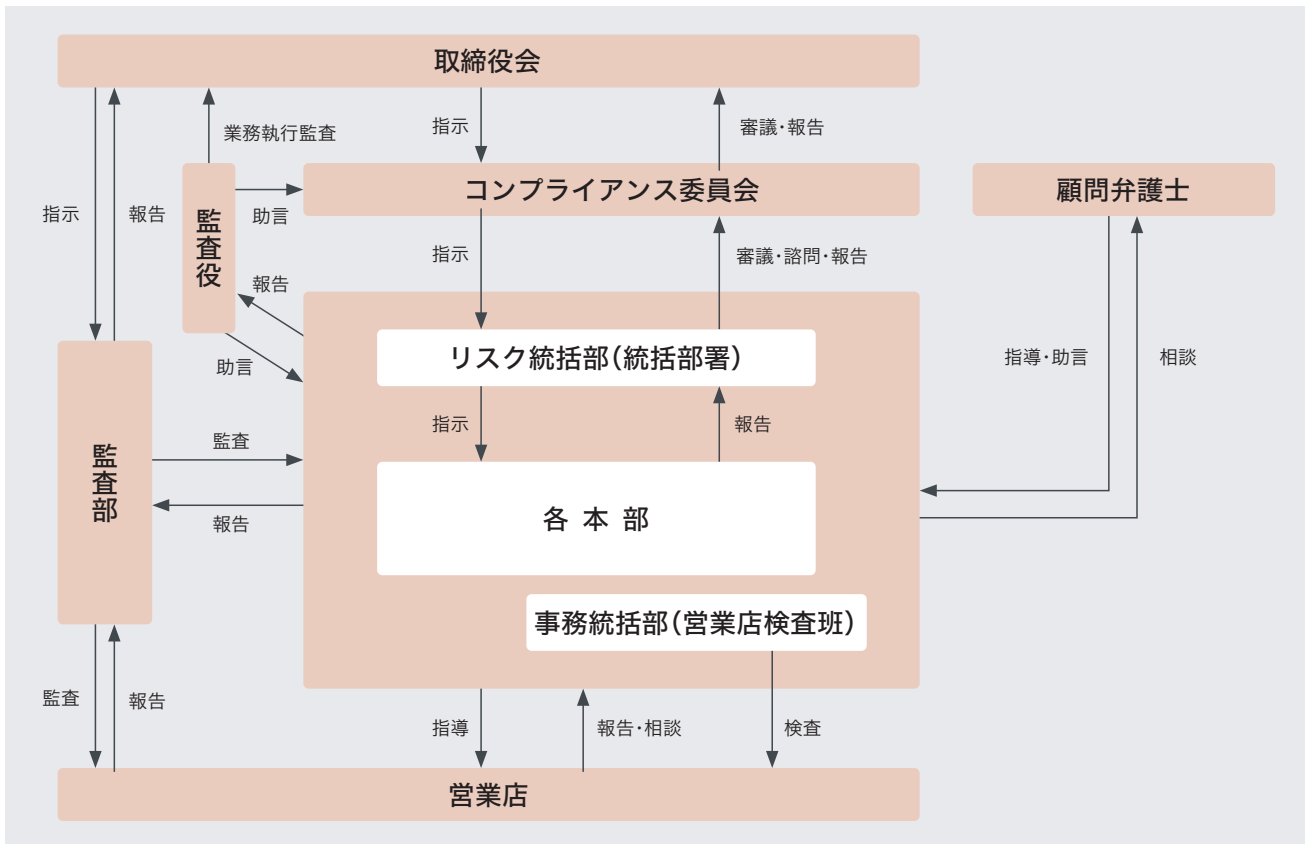 取締役会
業務執行監査
指示
審議・報告
コンプライアンス委員会
顧問弁護士
指示
報告
監査役
助言
指示
審議・諮問・報告
報告
リスク統括部(統括部署)
助言
指導・助言
相談
指示
報告
監査
監査部
各本部
報告
事務統括部(営業店検査班)
監査
報告
指導
報告・相談
検査
営業店